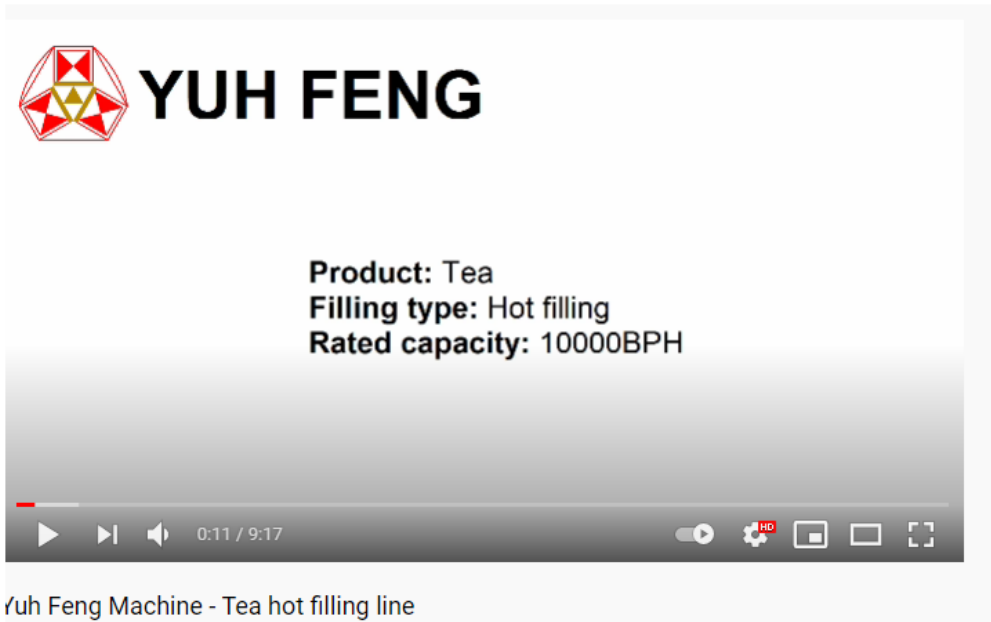 YUH FENG
Product: Tea
Filling type: Hot filling
Rated capacity: 10000BPH
0:11 / 9:17
HD
Yuh Feng Machine - Tea hot filling line